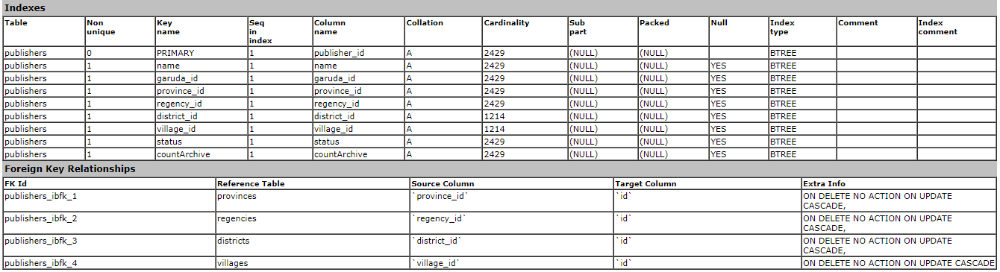 Indexes
Table Non unique Key name Seq in index Column name Collation Cardinality Sub part Packed Null Index type Comment Index comment
publishers 0 PRIMARY 1 publisher_id A 2429 (NULL) (NULL) BTREE
publishers 1 name 1 name A 2429 (NULL) (NULL) YES BTREE
publishers 1 garuda_id 1 garuda_id A 2429 (NULL) (NULL) YES BTREE
publishers 1 province_id 1 province_id A 2429 (NULL) (NULL) YES BTREE
publishers 1 regency_id 1 regency_id A 2429 (NULL) (NULL) YES BTREE
publishers 1 district_id 1 district_id A 1214 (NULL) (NULL) YES BTREE
publishers 1 village_id 1 village_id A 1214 (NULL) (NULL) YES BTREE
publishers 1 status 1 status A 2429 (NULL) (NULL) YES BTREE
publishers 1 countArchive 1 countArchive A 2429 (NULL) (NULL) YES BTREE
Foreign Key Relationships
FK Id Reference Table Source Column Target Column Extra Info
publishers_ibfk_1 provinces `province_id` `id` ON DELETE NO ACTION ON UPDATE
CASCADE,
publishers_ibfk_2 regencies `regency_id` `id` ON DELETE NO ACTION ON UPDATE
CASCADE,
publishers_ibfk_3 districts `district_id` `id` ON DELETE NO ACTION ON UPDATE
CASCADE,
publishers_ibfk_4 villages `village_id` `id` ON DELETE NO ACTION ON UPDATE CASCADE